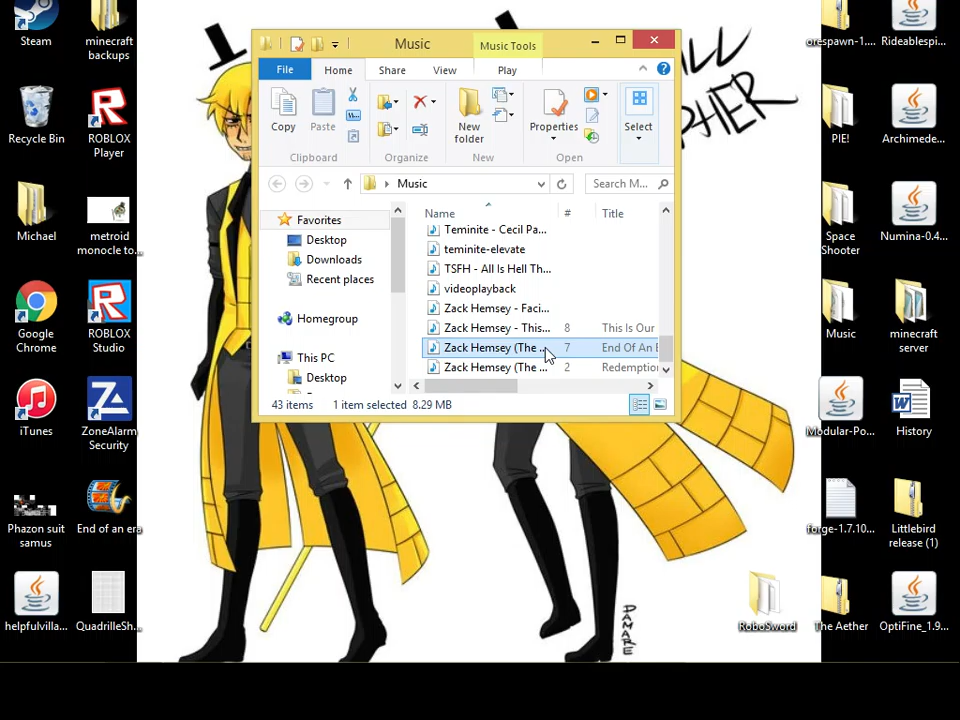 Steam
minecraft
backups
Recycle Bin
ROBLOX
Player
Michael
metroid
monocle to...
Google
Chrome
ROBLOX
Studio
iTunes
ZoneAlarm
Security
Phazon suit
samus
End of an era
helpfulvilla...
QuadrilleSh...
Music
Music Tools
File
Home
Share
View
Play
Copy
Paste
New
folder
Properties
Select
Clipboard
Organize
New
Open
Music
Search M...
Favorites
Desktop
Downloads
Recent places
Homegroup
This PC
Desktop
Name
#
Title
Teminite - Cecil Pa...
teminite-elevate
TSFH - All Is Hell Th...
videoplayback
Zack Hemsey - Faci...
Zack Hemsey - This... 8 This Is Our
Zack Hemsey (The ... 7 End Of An E
Zack Hemsey (The ... 2 Redemption
43 items 1 item selected 8.29 MB
DAMARE
orespawn-1....
Rideablespi...
PIE!
Archimede...
Space
Shooter
Numina-0.4...
Music
minecraft
server
Modular-Po...
History
forge-1.7.10...
Littlebird
release (1)
RoboSword
The Aether
OptiFine_1.9...